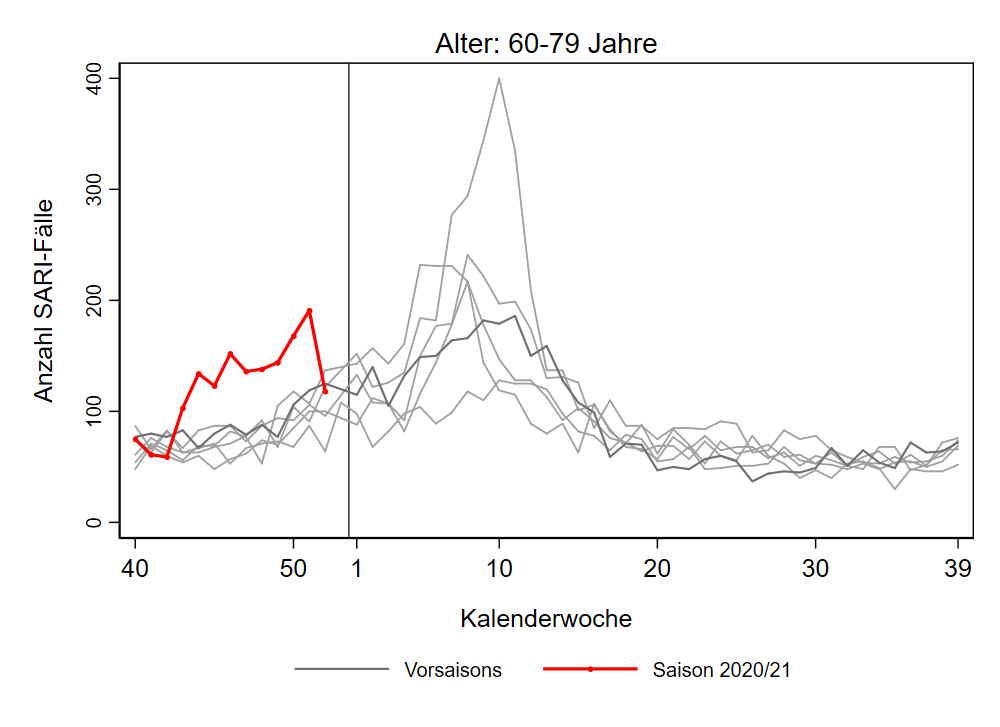 Alter: 60-79 Jahre
Anzahl SARI-Fälle
400
300
200
100
0
40 50 1 10 20 30 39
Kalenderwoche
Vorsaisons Saison 2020/21